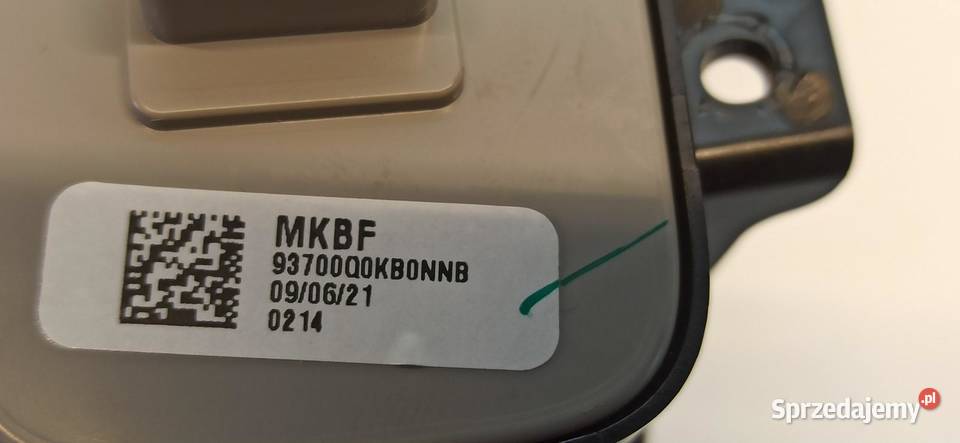 MKBF
93700Q0KB0NNB
09/06/21
0214
Sprzedajemy.pl